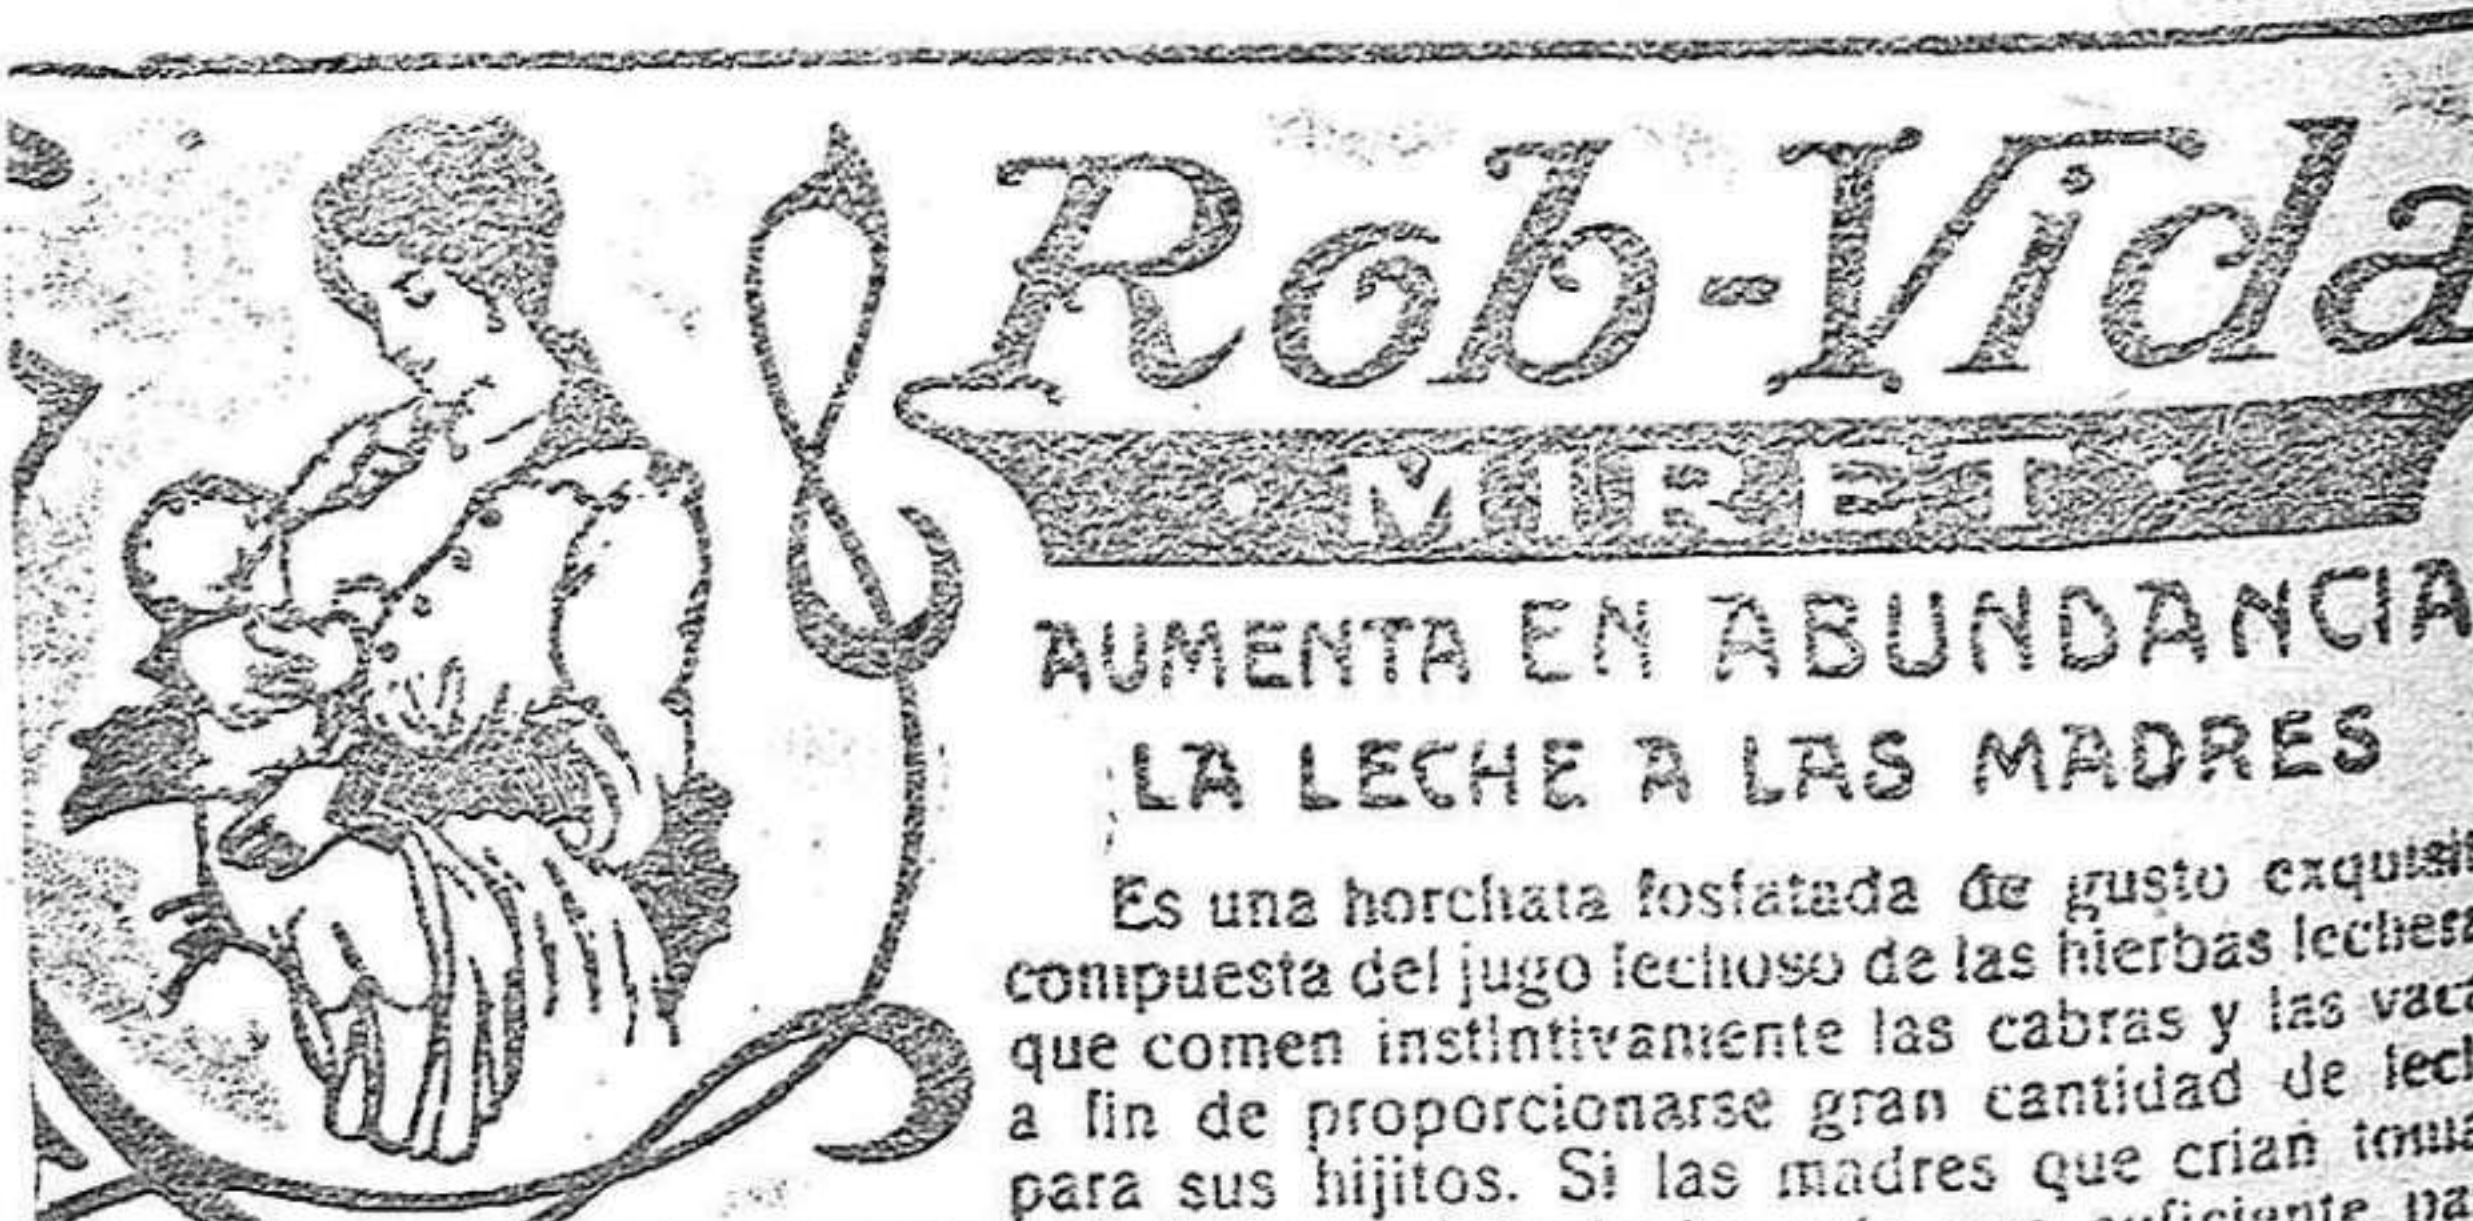 Rob-Vida
· MIRET ·
AUMENTA EN ABUNDANCIA
LA LECHE A LAS MADRES
Es una horchata fosfatada de gusto
compuesta del jugo lechoso de las hierbas
que comen instintivamente las cabras y las
a fin de proporcionarse gran cantidad de
para sus hijitos. Si las madres que crian